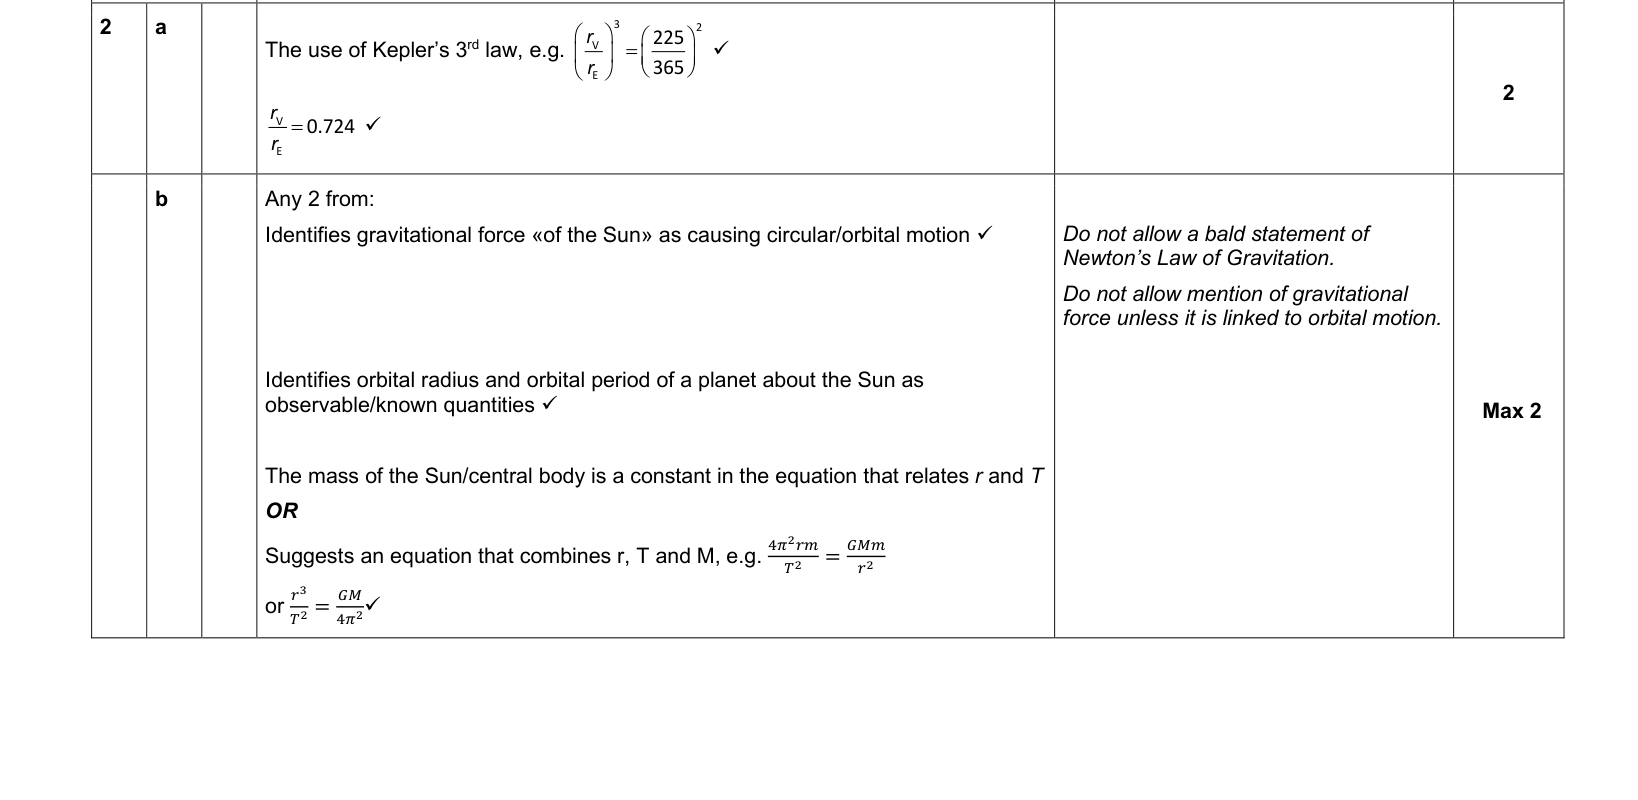 2 a
The use of Kepler's 3rd law, e.g. (rV/rE)³ = (225/365)² ✓
2
rV/rE = 0.724 ✓
b Any 2 from:
Identifies gravitational force «of the Sun» as causing circular/orbital motion ✓
Do not allow a bald statement of
Newton's Law of Gravitation.
Do not allow mention of gravitational
force unless it is linked to orbital motion.
Identifies orbital radius and orbital period of a planet about the Sun as
observable/known quantities ✓
Max 2
The mass of the Sun/central body is a constant in the equation that relates r and T
OR
Suggests an equation that combines r, T and M, e.g. 4π²rm/T² = GMm/r²
or r³/T² = GM/4π² ✓